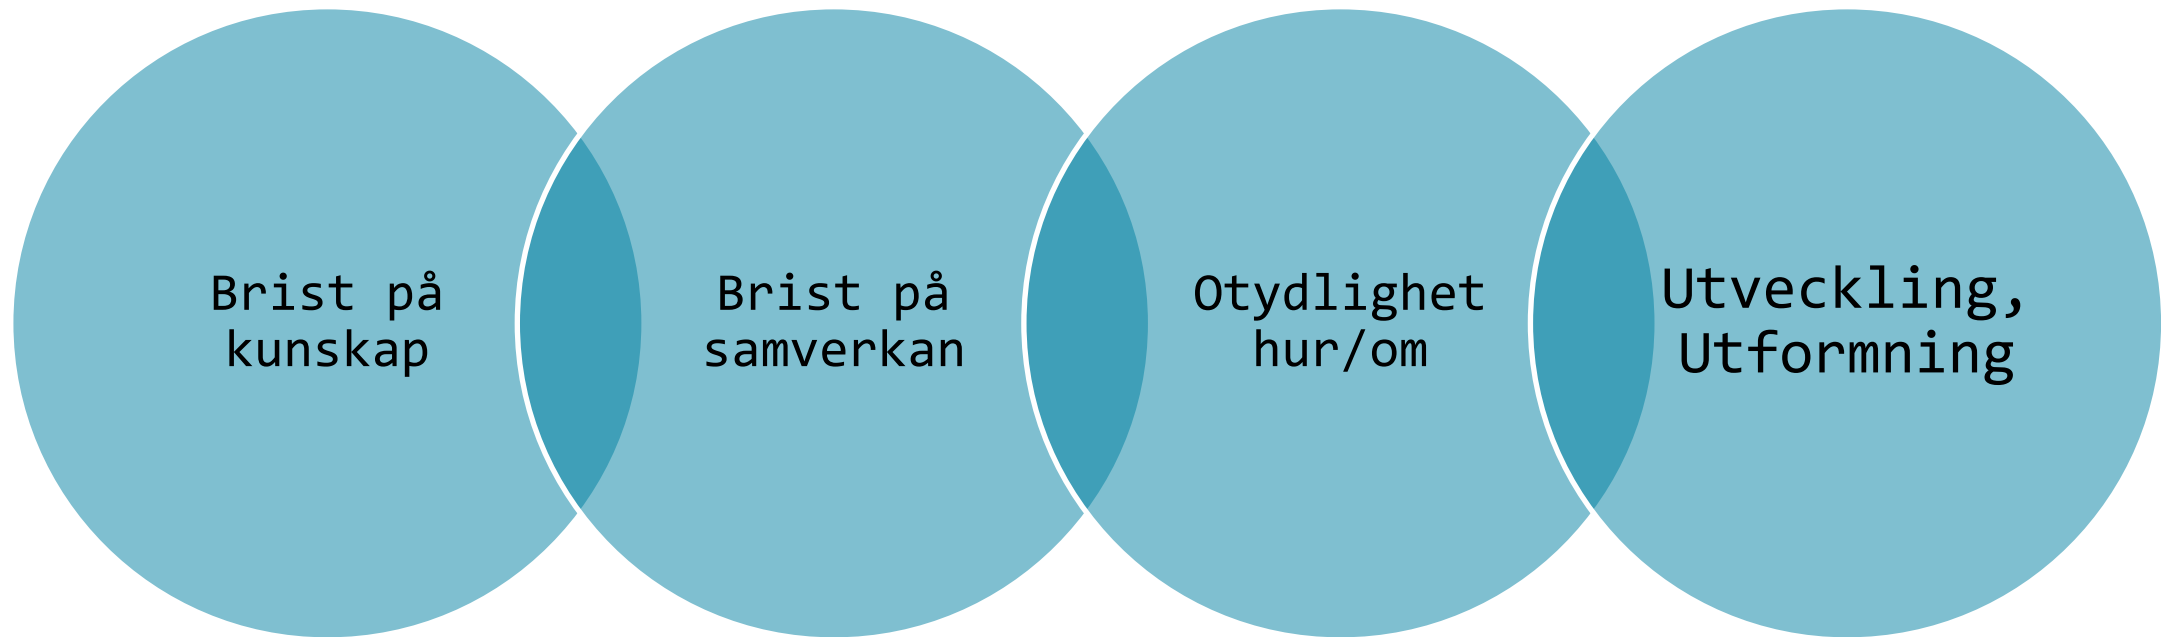 Brist på
kunskap
Brist på
samverkan
Otydlighet
hur/om
Utveckling,
Utformning